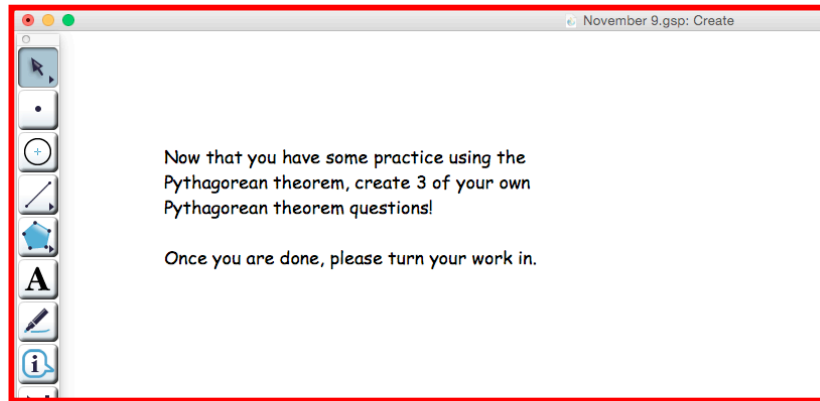 November 9.gsp: Create
Now that you have some practice using the
Pythagorean theorem, create 3 of your own
Pythagorean theorem questions!
Once you are done, please turn your work in.
A
i